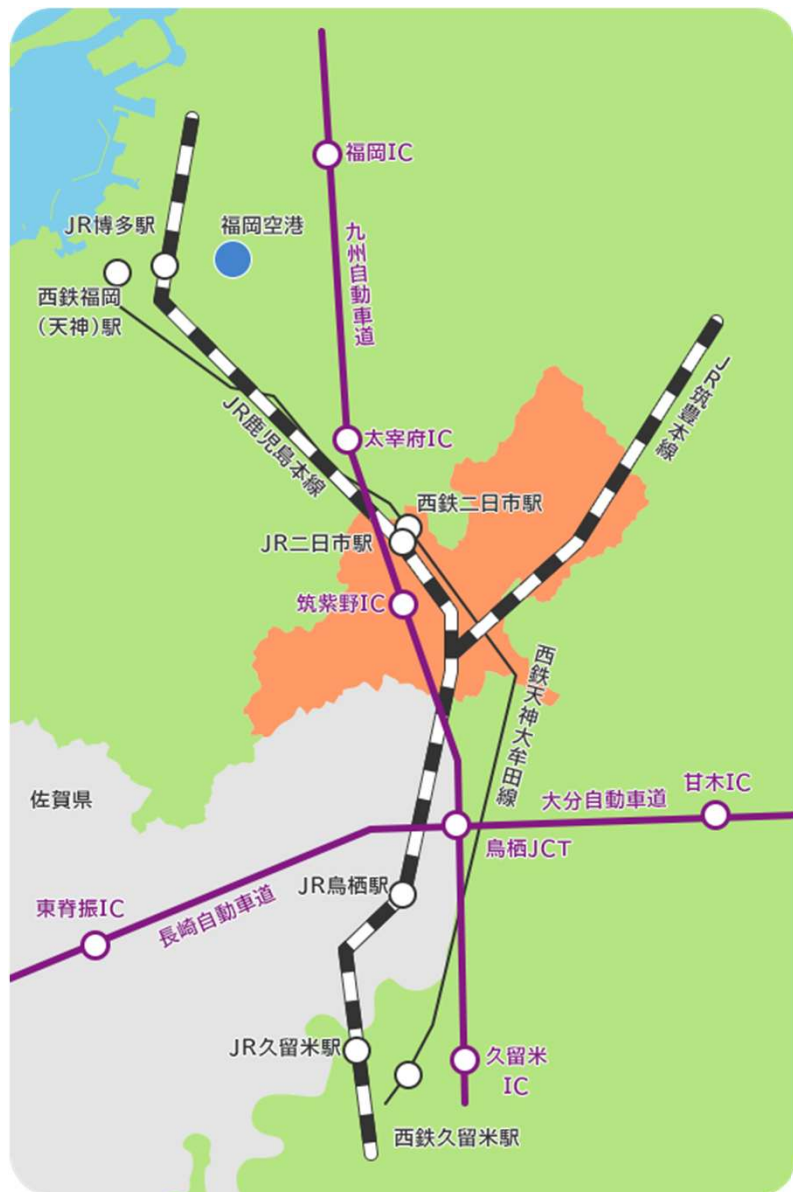 福岡IC
JR博多駅
福岡空港
九州自動車道
西鉄福岡
(天神)駅
JR筑豊本線
JR鹿児島本線
太宰府IC
西鉄二日市駅
JR二日市駅
筑紫野IC
西鉄天神大牟田線
佐賀県
大分自動車道
甘木IC
鳥栖JCT
JR鳥栖駅
東脊振IC
長崎自動車道
JR久留米駅
久留米
IC
西鉄久留米駅